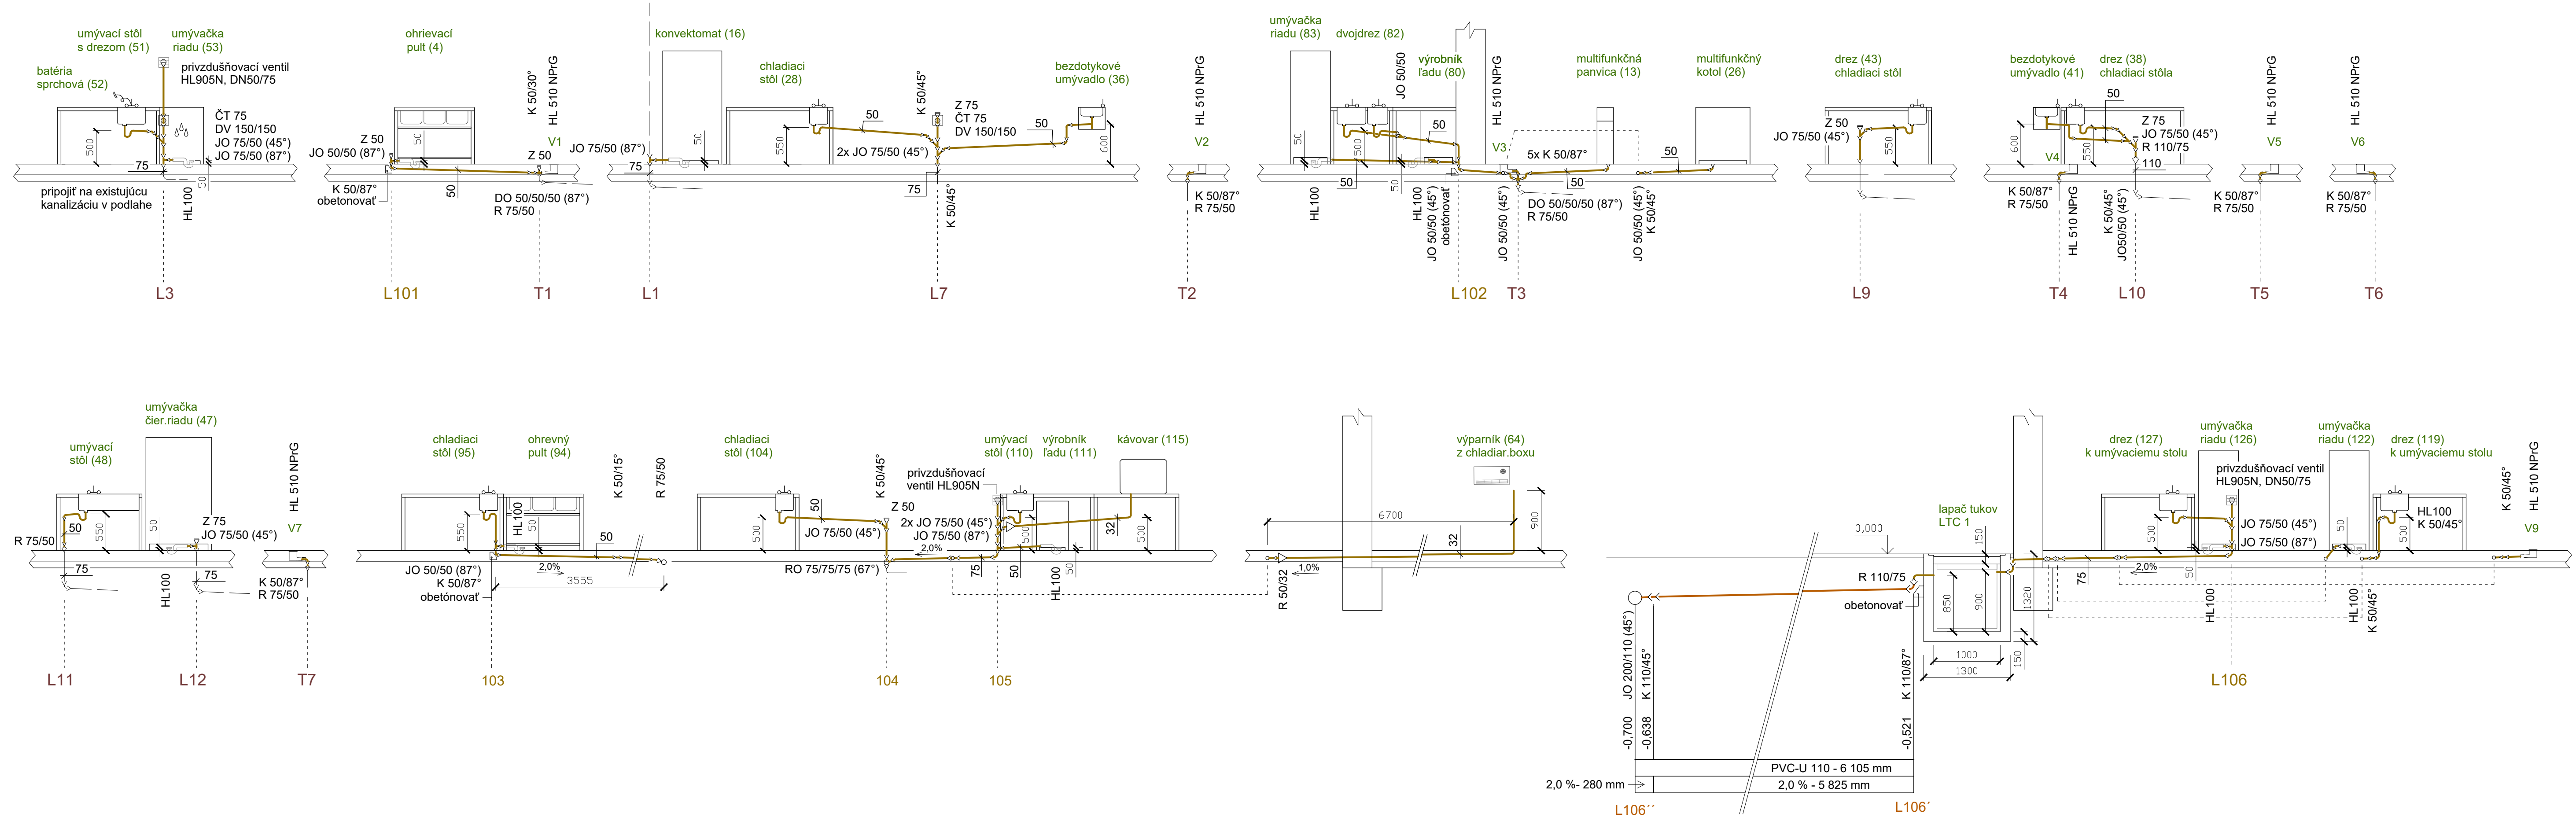 umývací stôl
s drezom (51)
umývačka
riadu (53)
batéria
sprchová (52)
privzdušňovací ventil
HL905N, DN50/75
ČT 75
DV 150/150
JO 75/50 (45°)
JO 75/50 (87°)
500
75
50
HL100
pripojiť na existujúcu
kanalizáciu v podlahe
L3
ohrievací
pult (4)
Z 50
JO 50/50 (87°)
50
K 50/87°
obetonovať
50
K 50/30°
HL 510 NPrG
V1
Z 50
DO 50/50/50 (87°)
R 75/50
L101
T1
konvektomat (16)
JO 75/50 (87°)
75
50
chladiaci
stôl (28)
550
50
2x JO 75/50 (45°)
K 50/45°
Z 75
ČT 75
DV 150/150
50
bezdotykové
umývadlo (36)
600
75
K 50/45°
L1
L7
HL 510 NPrG
V2
K 50/87°
R 75/50
T2
umývačka
riadu (83)
dvojdrez (82)
JO 50/50
výrobník
ľadu (80)
HL 510 NPrG
V3
50
500
50
50
50
HL100
HL100
JO 50/50 (45°)
obetónovať
JO 50/50 (45°)
5x K 50/87°
50
DO 50/50/50 (87°)
R 75/50
multifunkčná
panvica (13)
multifunkčný
kotol (26)
50
JO 50/50 (45°)
K 50/45°
L102
T3
drez (43)
chladiaci stôl
Z 50
JO 75/50 (45°)
550
L9
bezdotykové
umývadlo (41)
drez (38)
chladiaci stôla
50
Z 75
JO 75/50 (45°)
R 110/75
110
600
V4
550
K 50/87°
R 75/50
HL 510 NPrG
K 50/45°
JO50/50 (45°)
T4
L10
HL 510 NPrG
V5
K 50/87°
R 75/50
T5
HL 510 NPrG
V6
K 50/87°
R 75/50
T6
umývačka
čier.riadu (47)
umývací
stôl (48)
50
550
R 75/50
75
50
Z 75
JO 75/50 (45°)
HL100
75
L11
L12
HL 510 NPrG
V7
K 50/87°
R 75/50
T7
chladiaci
stôl (95)
ohrevný
pult (94)
550
HL100
50
JO 50/50 (87°)
K 50/87°
obetónovať
2,0%
3555
50
K 50/15°
R 75/50
103
chladiaci
stôl (104)
500
50
K 50/45°
Z 50
JO 75/50 (45°)
RO 75/75/75 (67°)
104
privzdušňovací
ventil HL905N
umývací
stôl (110)
výrobník
ľadu (111)
kávovar (115)
2x JO 75/50 (45°)
JO 75/50 (87°)
2,0%
500
75
50
HL100
50
32
500
105
6700
R 50/32
1,0%
výparník (64)
z chladiar.boxu
32
900
0,000
lapač tukov
LTC 1
150
R 110/75
obetonovať
850
900
1320
1000
1300
150
JO 200/110 (45°)
K 110/45°
K 110/87°
-0,700
-0,638
-0,521
PVC-U 110 - 6 105 mm
2,0 %- 280 mm
2,0 % - 5 825 mm
L106´´
L106´
drez (127)
k umývaciemu stolu
umývačka
riadu (126)
privzdušňovací ventil
HL905N, DN50/75
JO 75/50 (45°)
JO 75/50 (87°)
500
75
2,0%
50
HL100
L106
umývačka
riadu (122)
drez (119)
k umývaciemu stolu
50
HL100
K 50/45°
500
HL100
K 50/45°
K 50/45°
HL 510 NPrG
V9